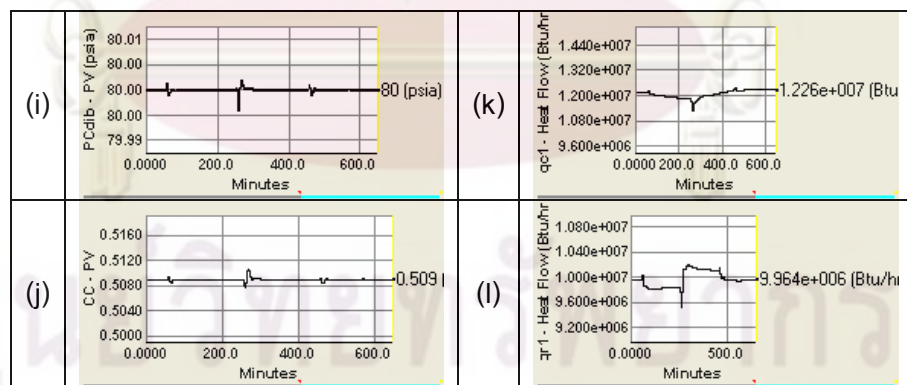 (i)
PCdib - PV (psia)
80.01
80.00
80.00
80.00
79.99
0.0000 200.0 400.0 600.0
Minutes
80 (psia)
(k)
qc1 - Heat Flow (Btu/hr
1.440e+007
1.320e+007
1.200e+007
1.080e+007
9.600e+006
0.0000 200.0 400.0 600.0
Minutes
1.226e+007 (Btu
(j)
CC - PV
0.5160
0.5120
0.5080
0.5040
0.5000
0.0000 200.0 400.0 600.0
Minutes
0.509
(l)
qr1 - Heat Flow (Btu/hr
1.080e+007
1.040e+007
1.000e+007
9.600e+006
9.200e+006
0.0000 500.0
Minutes
9.964e+006 (Btu/hr